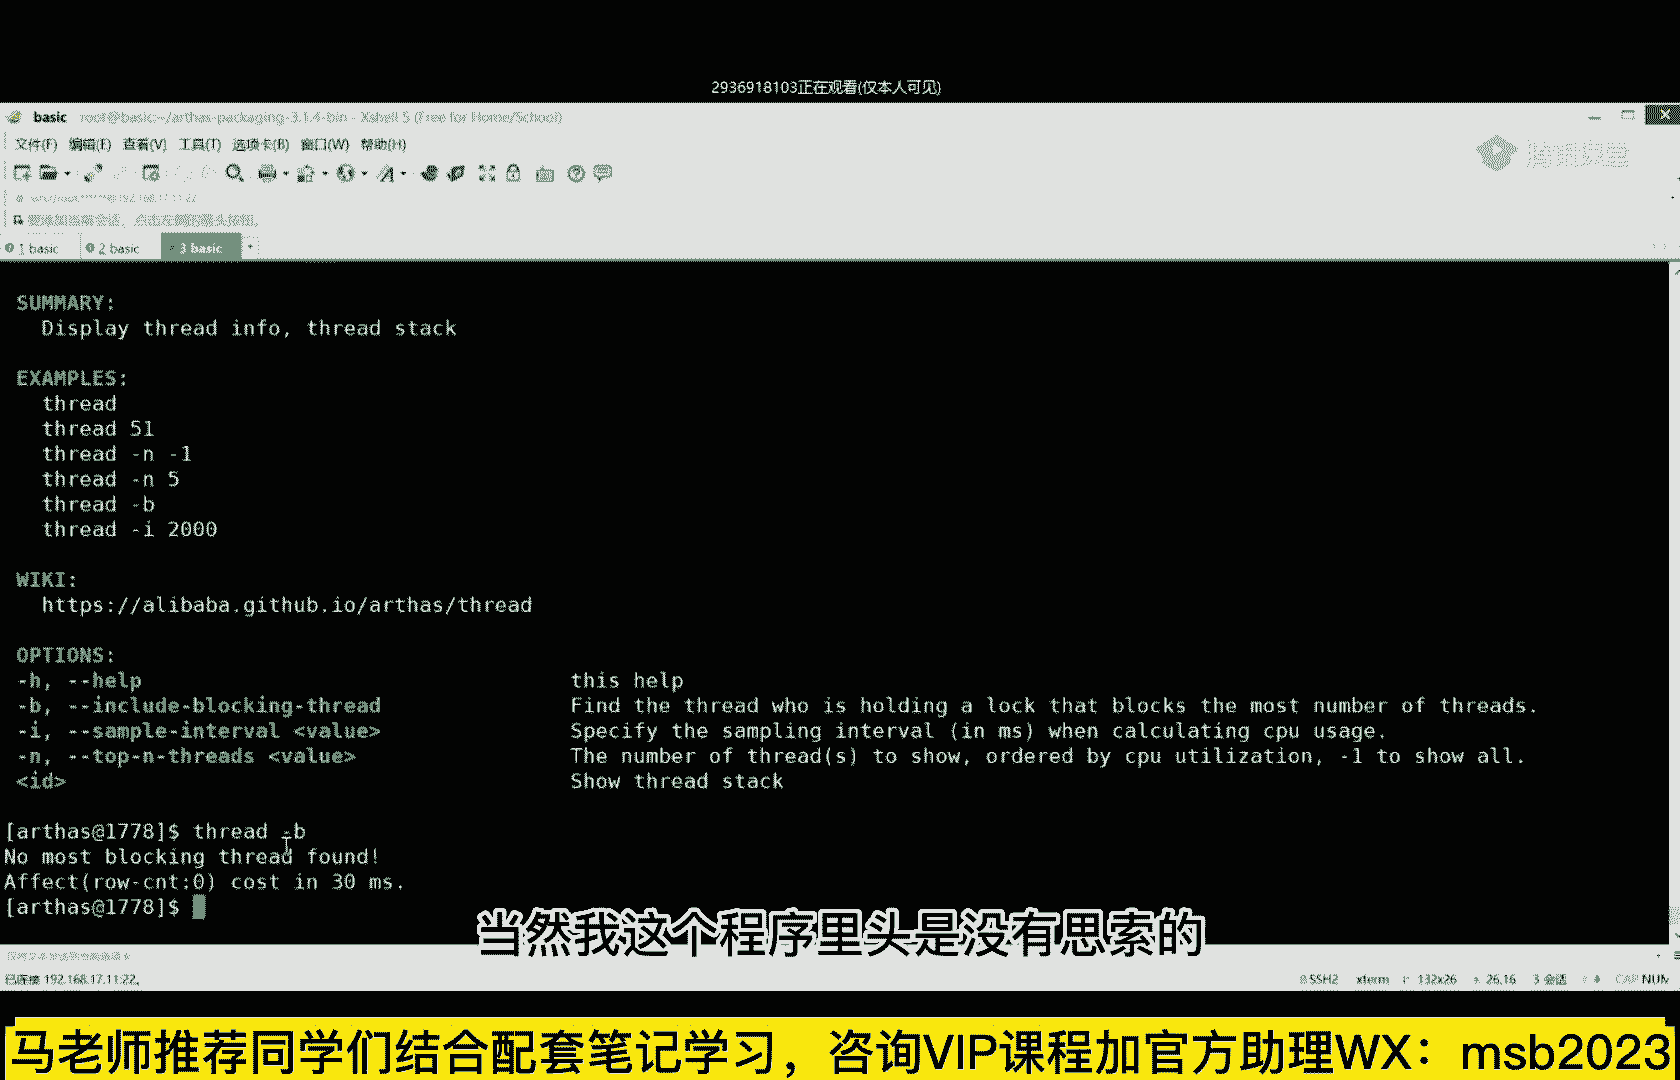 2936918103正在观看(仅本人可见)
basic root@basic:~/arthas-packaging-3.1.4-bin - Xshell 5 (Free for Home/School)
文件(F) 编辑(E) 查看(V) 工具(T) 选项卡(B) 窗口(W) 帮助(H)
1 basic 2 basic 3 basic
SUMMARY:
Display thread info, thread stack
EXAMPLES:
thread
thread 51
thread -n -1
thread -n 5
thread -b
thread -i 2000
WIKI:
https://alibaba.github.io/arthas/thread
OPTIONS:
-h, --help this help
-b, --include-blocking-thread Find the thread who is holding a lock that blocks the most number of threads.
-i, --sample-interval <value> Specify the sampling interval (in ms) when calculating cpu usage.
-n, --top-n-threads <value> The number of thread(s) to show, ordered by cpu utilization, -1 to show all.
<id> Show thread stack
[arthas@1778]$ thread -b
No most blocking thread found!
Affect(row-cnt:0) cost in 30 ms.
[arthas@1778]$
当然我这个程序里头是没有思索的
已连接 192.168.17.11:22。 SSH2 xterm 132x26 26,16 3 会话 CAP NUM
马老师推荐同学们结合配套笔记学习，咨询VIP课程加官方助理WX：msb2023